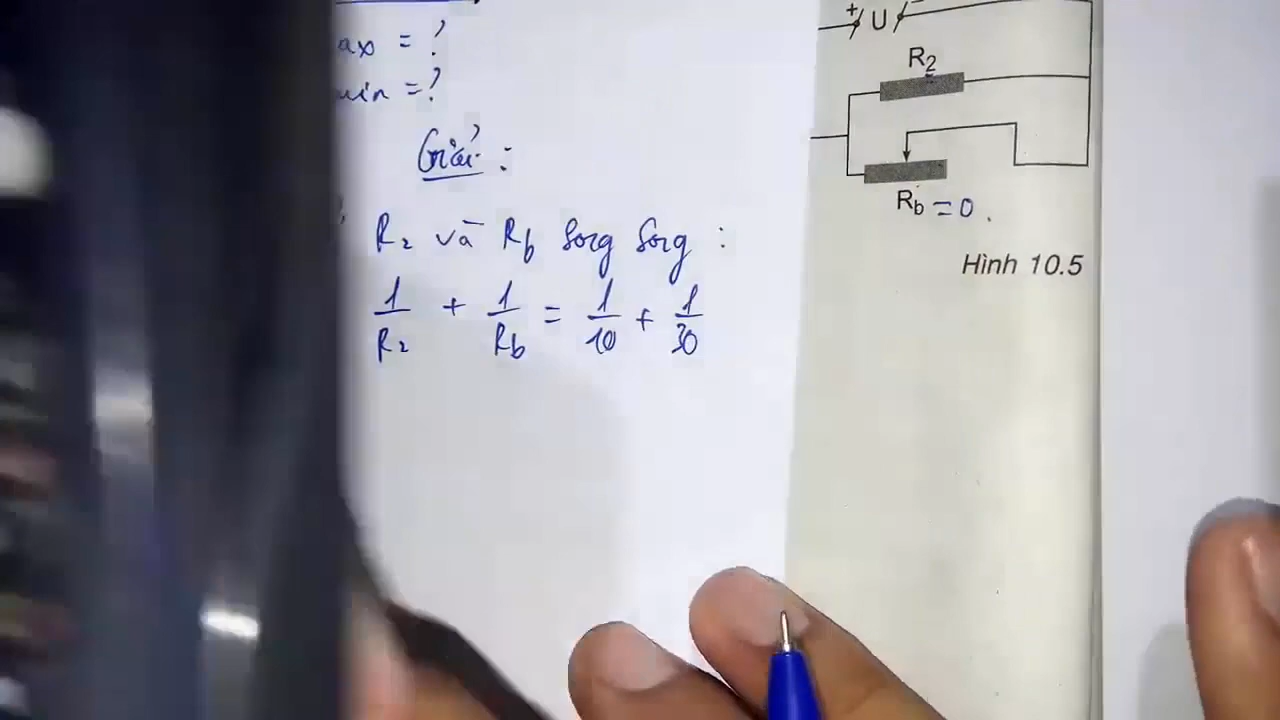 ax = ?
min = ?
Giải :
R₂ và Rb song song :
1/R₂ + 1/Rb = 1/10 + 1/30
+ U -
R₂
Rb = 0 .
Hình 10.5